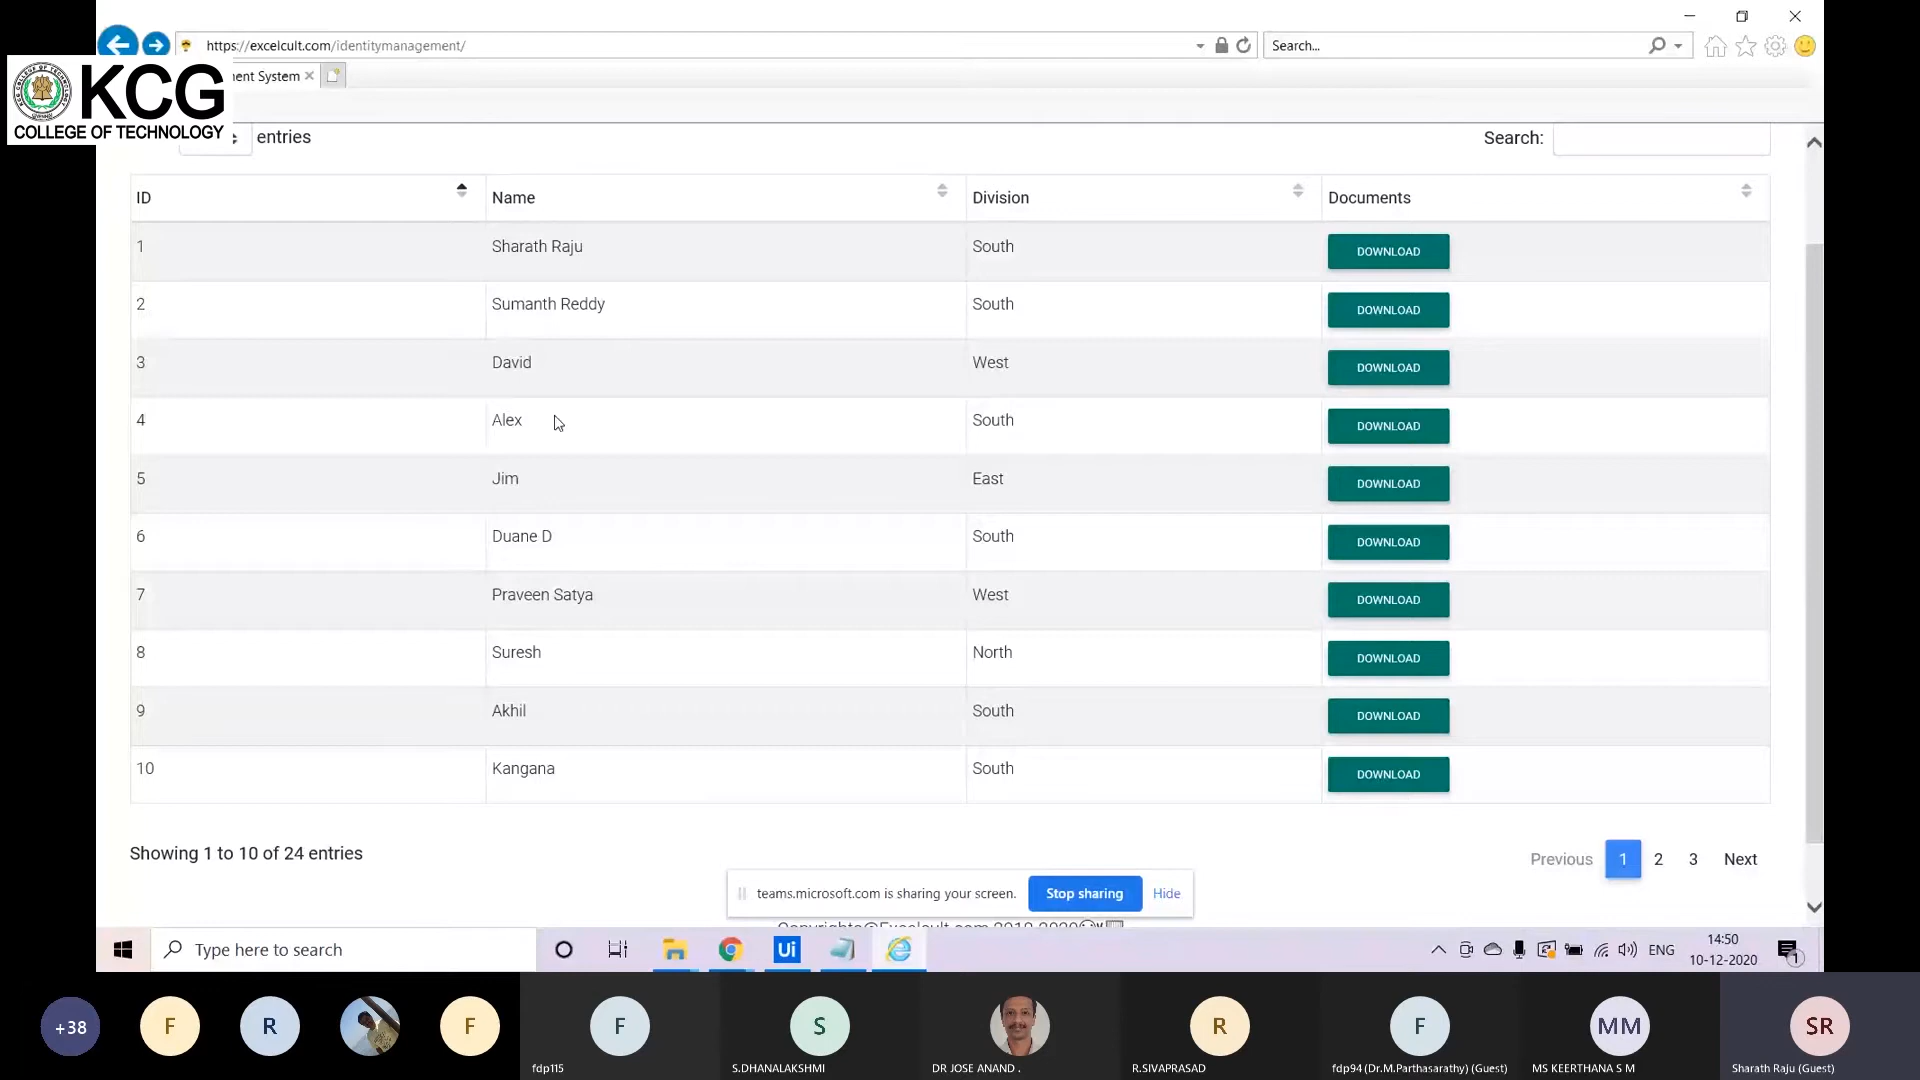 https://excelcult.com/identitymanagement/
Search...
KCG
COLLEGE OF TECHNOLOGY
nent System
entries
Search:
ID Name Division Documents
1 Sharath Raju South DOWNLOAD
2 Sumanth Reddy South DOWNLOAD
3 David West DOWNLOAD
4 Alex South DOWNLOAD
5 Jim East DOWNLOAD
6 Duane D South DOWNLOAD
7 Praveen Satya West DOWNLOAD
8 Suresh North DOWNLOAD
9 Akhil South DOWNLOAD
10 Kangana South DOWNLOAD
Showing 1 to 10 of 24 entries
Previous 1 2 3 Next
teams.microsoft.com is sharing your screen. Stop sharing Hide
Type here to search
Ui
ENG
14:50
10-12-2020
1
+38 F R F F S R F MM SR
fdp115 S.DHANALAKSHMI DR JOSE ANAND . R.SIVAPRASAD fdp94 (Dr.M.Parthasarathy) (Guest) MS KEERTHANA S M Sharath Raju (Guest)